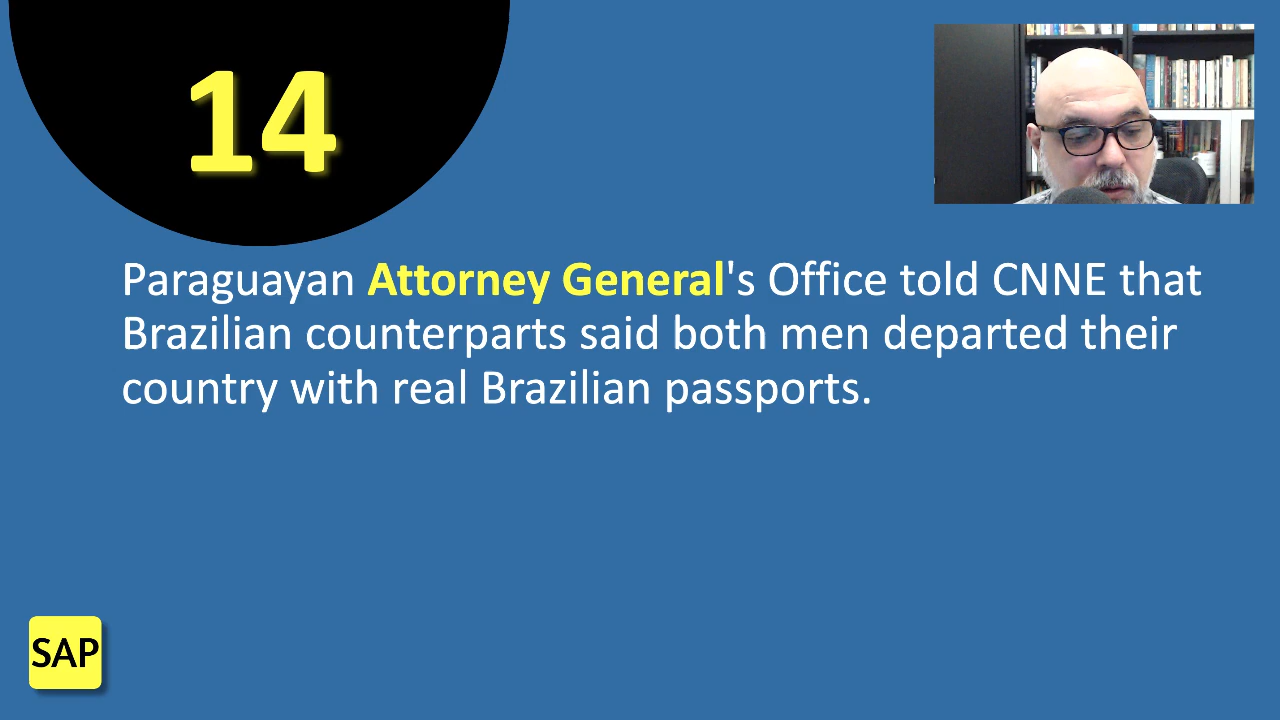 14
Paraguayan Attorney General's Office told CNNE that
Brazilian counterparts said both men departed their
country with real Brazilian passports.
SAP